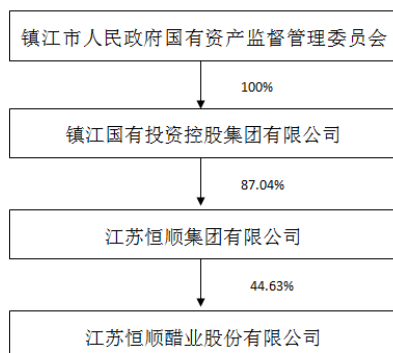 镇江市人民政府国有资产监督管理委员会
100%
镇江国有投资控股集团有限公司
87.04%
江苏恒顺集团有限公司
44.63%
江苏恒顺醋业股份有限公司